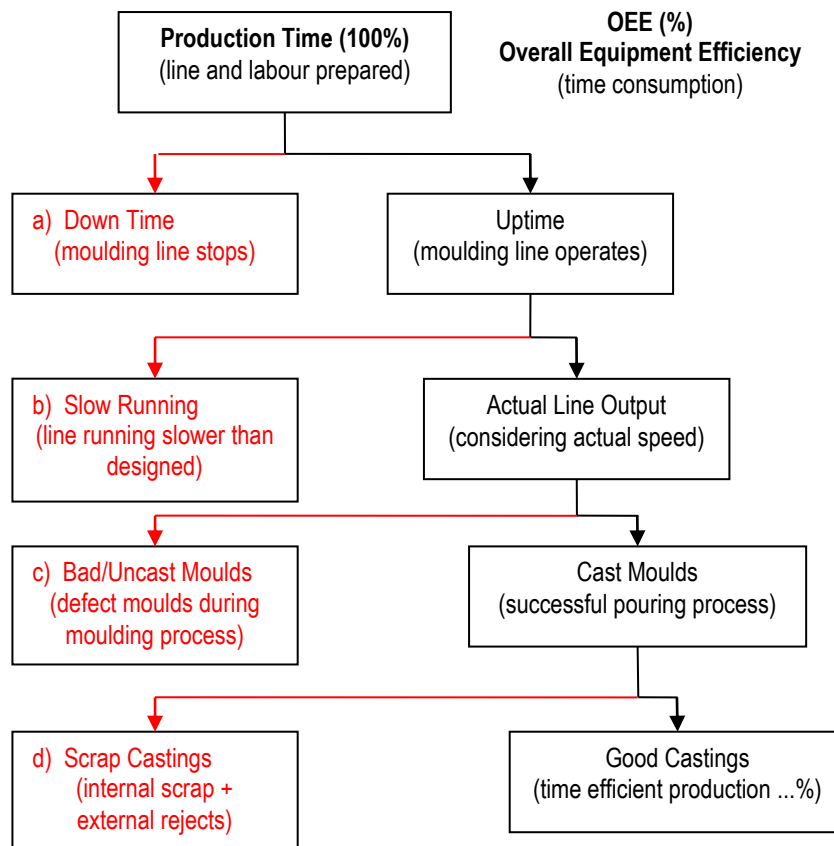 Production Time (100%)
(line and labour prepared)
OEE (%)
Overall Equipment Efficiency
(time consumption)
a) Down Time
(moulding line stops)
Uptime
(moulding line operates)
b) Slow Running
(line running slower than
designed)
Actual Line Output
(considering actual speed)
c) Bad/Uncast Moulds
(defect moulds during
moulding process)
Cast Moulds
(successful pouring process)
d) Scrap Castings
(internal scrap +
external rejects)
Good Castings
(time efficient production ...%)